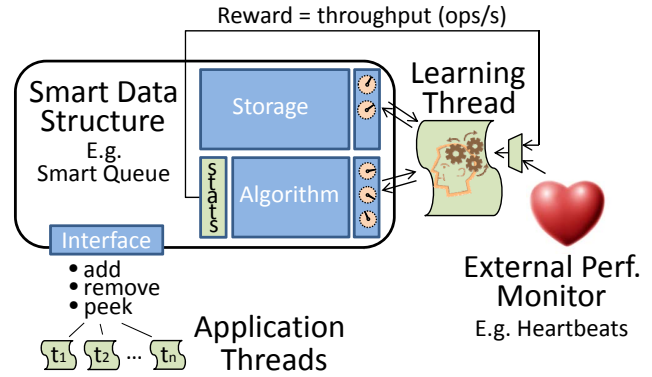 Reward = throughput (ops/s)
Smart Data
Structure
E.g.
Smart Queue
Storage
stats
Algorithm
Learning
Thread
Interface
• add
• remove
• peek
External Perf.
Monitor
E.g. Heartbeats
Application
Threads
t1 t2 ... tn